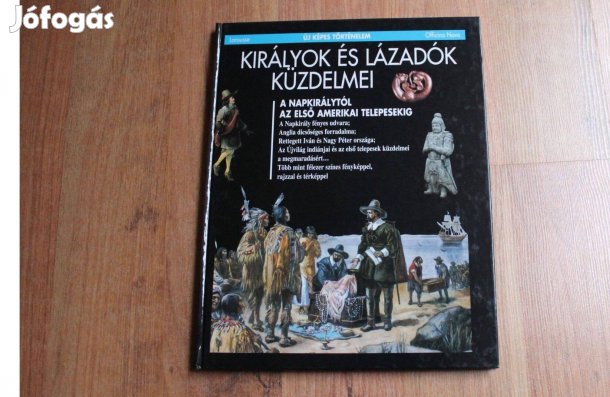 Jófogás
Larousse
ÚJ KÉPES TÖRTÉNELEM
Officina Nova
KIRÁLYOK ÉS LÁZADÓK
KÜZDELMEI
A NAPKIRÁLYTÓL
AZ ELSŐ AMERIKAI TELEPESEKIG
A Napkirály fényes udvara;
Anglia dicsőséges forradalma;
Rettegett Iván és Nagy Péter országa;
Az Újvilág indiánjai és az első telepesek küzdelmei
a megmaradásért...
Több mint félezer színes fényképpel,
rajzzal és térképpel